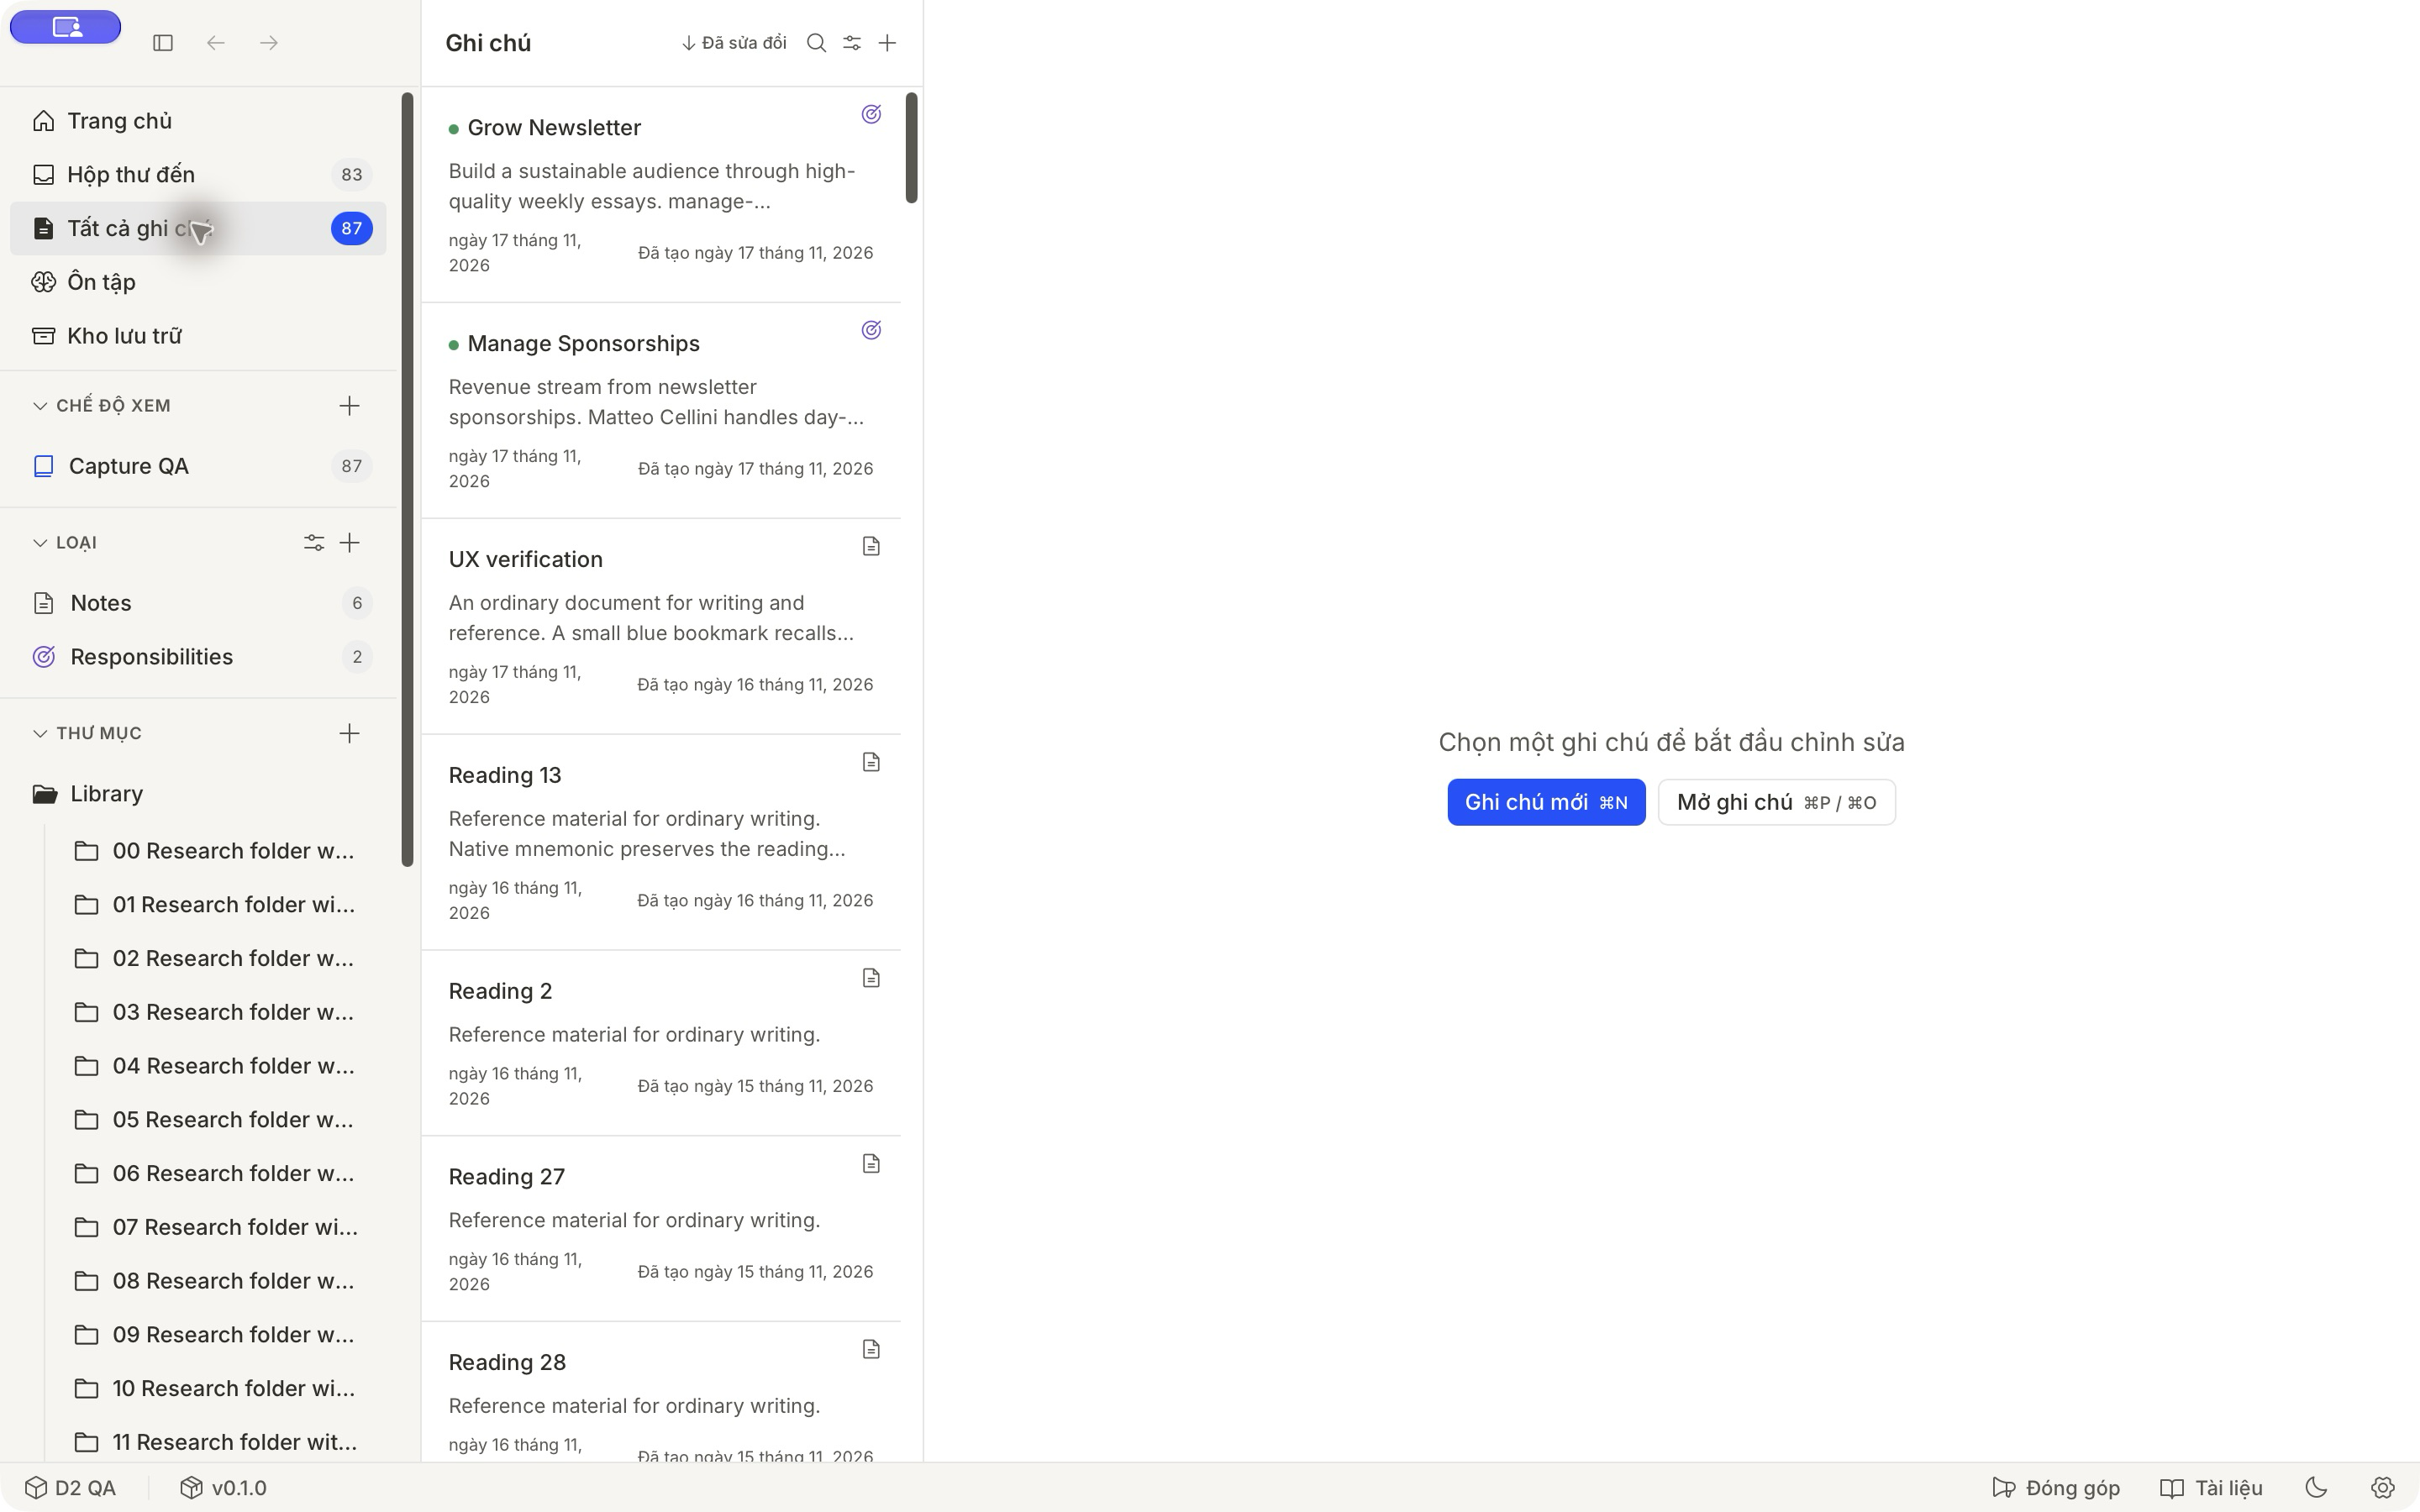 Trang chủ
Hộp thư đến 83
Tất cả ghi 87
Ôn tập
Kho lưu trữ
CHẾ ĐỘ XEM
Capture QA 87
LOẠI
Notes 6
Responsibilities 2
THƯ MỤC
Library
00 Research folder w...
01 Research folder wi...
02 Research folder w...
03 Research folder w...
04 Research folder w...
05 Research folder w...
06 Research folder w...
07 Research folder wi...
08 Research folder w...
09 Research folder w...
10 Research folder wi...
11 Research folder wit...
Ghi chú
Đã sửa đổi
Grow Newsletter
Build a sustainable audience through high-
quality weekly essays. manage-...
ngày 17 tháng 11,
2026
Đã tạo ngày 17 tháng 11, 2026
Manage Sponsorships
Revenue stream from newsletter
sponsorships. Matteo Cellini handles day-...
ngày 17 tháng 11,
2026
Đã tạo ngày 17 tháng 11, 2026
UX verification
An ordinary document for writing and
reference. A small blue bookmark recalls...
ngày 17 tháng 11,
2026
Đã tạo ngày 16 tháng 11, 2026
Reading 13
Reference material for ordinary writing.
Native mnemonic preserves the reading...
ngày 16 tháng 11,
2026
Đã tạo ngày 16 tháng 11, 2026
Reading 2
Reference material for ordinary writing.
ngày 16 tháng 11,
2026
Đã tạo ngày 15 tháng 11, 2026
Reading 27
Reference material for ordinary writing.
ngày 16 tháng 11,
2026
Đã tạo ngày 15 tháng 11, 2026
Reading 28
Reference material for ordinary writing.
ngày 16 tháng 11,
Đã tạo ngày 15 tháng 11, 2026
Chọn một ghi chú để bắt đầu chỉnh sửa
Ghi chú mới ⌘N
Mở ghi chú ⌘P / ⌘O
D2 QA
v0.1.0
Đóng góp
Tài liệu